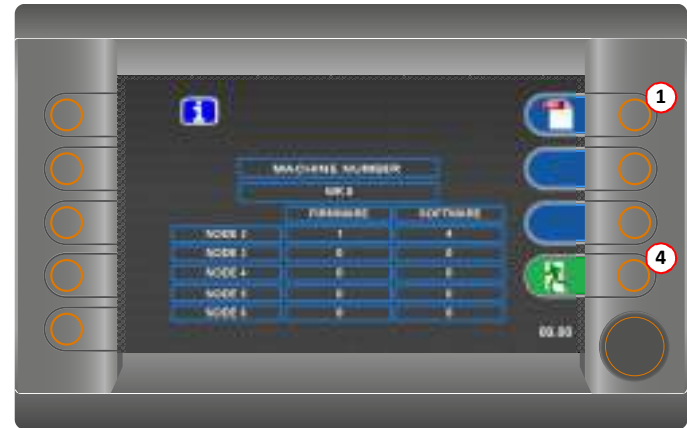 1
MACHINE NUMBER
MK8
FIRMWARE SOFTWARE
NODE 2 1 4
NODE 3 0 0
NODE 4 0 0
NODE 5 0 0
NODE 6 0 0
4
00.00